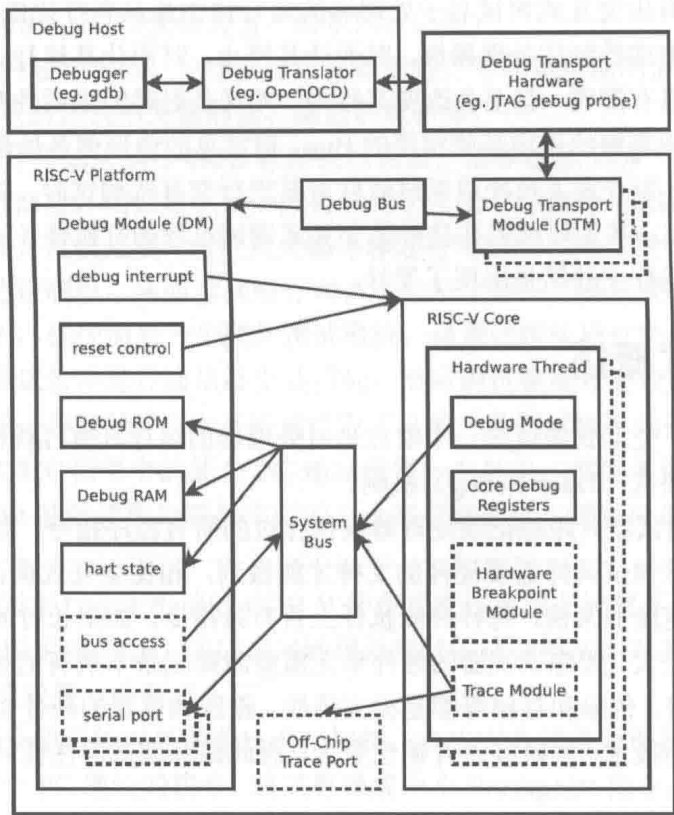 Debug Host
Debugger
(eg. gdb)
Debug Translator
(eg. OpenOCD)
Debug Transport
Hardware
(eg. JTAG debug probe)
RISC-V Platform
Debug Module (DM)
Debug Bus
Debug Transport
Module (DTM)
debug interrupt
reset control
RISC-V Core
Hardware Thread
Debug ROM
Debug Mode
Debug RAM
System
Bus
Core Debug
Registers
hart state
Hardware
Breakpoint
Module
bus access
serial port
Trace Module
Off Chip
Trace Port